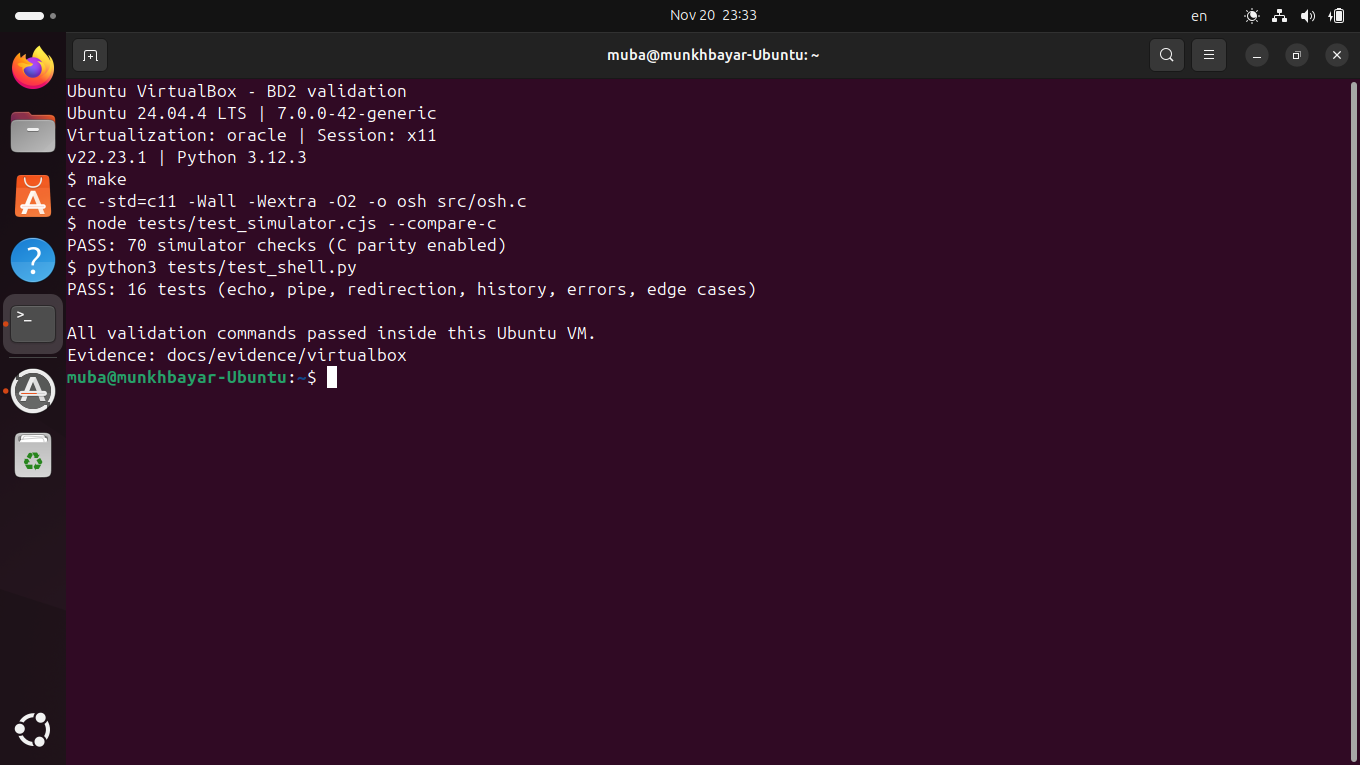 Nov 20 23:33
en
muba@munkhbayar-Ubuntu: ~
Ubuntu VirtualBox - BD2 validation
Ubuntu 24.04.4 LTS | 7.0.0-42-generic
Virtualization: oracle | Session: x11
v22.23.1 | Python 3.12.3
$ make
cc -std=c11 -Wall -Wextra -O2 -o osh src/osh.c
$ node tests/test_simulator.cjs --compare-c
PASS: 70 simulator checks (C parity enabled)
$ python3 tests/test_shell.py
PASS: 16 tests (echo, pipe, redirection, history, errors, edge cases)
All validation commands passed inside this Ubuntu VM.
Evidence: docs/evidence/virtualbox
muba@munkhbayar-Ubuntu:~$